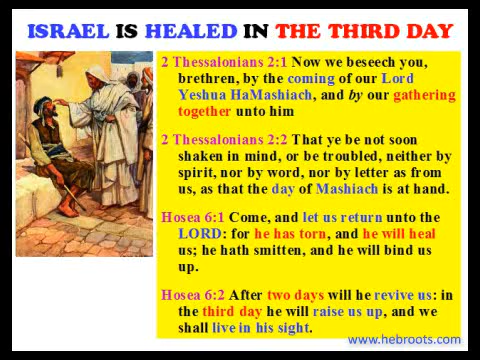 ISRAEL IS HEALED IN THE THIRD DAY
2 Thessalonians 2:1 Now we beseech you,
brethren, by the coming of our Lord
Yeshua HaMashiach, and by our gathering
together unto him
2 Thessalonians 2:2 That ye be not soon
shaken in mind, or be troubled, neither by
spirit, nor by word, nor by letter as from
us, as that the day of Mashiach is at hand.
Hosea 6:1 Come, and let us return unto the
LORD: for he has torn, and he will heal
us; he hath smitten, and he will bind us
up.
Hosea 6:2 After two days will he revive us: in
the third day he will raise us up, and we
shall live in his sight.
www.hebroots.com